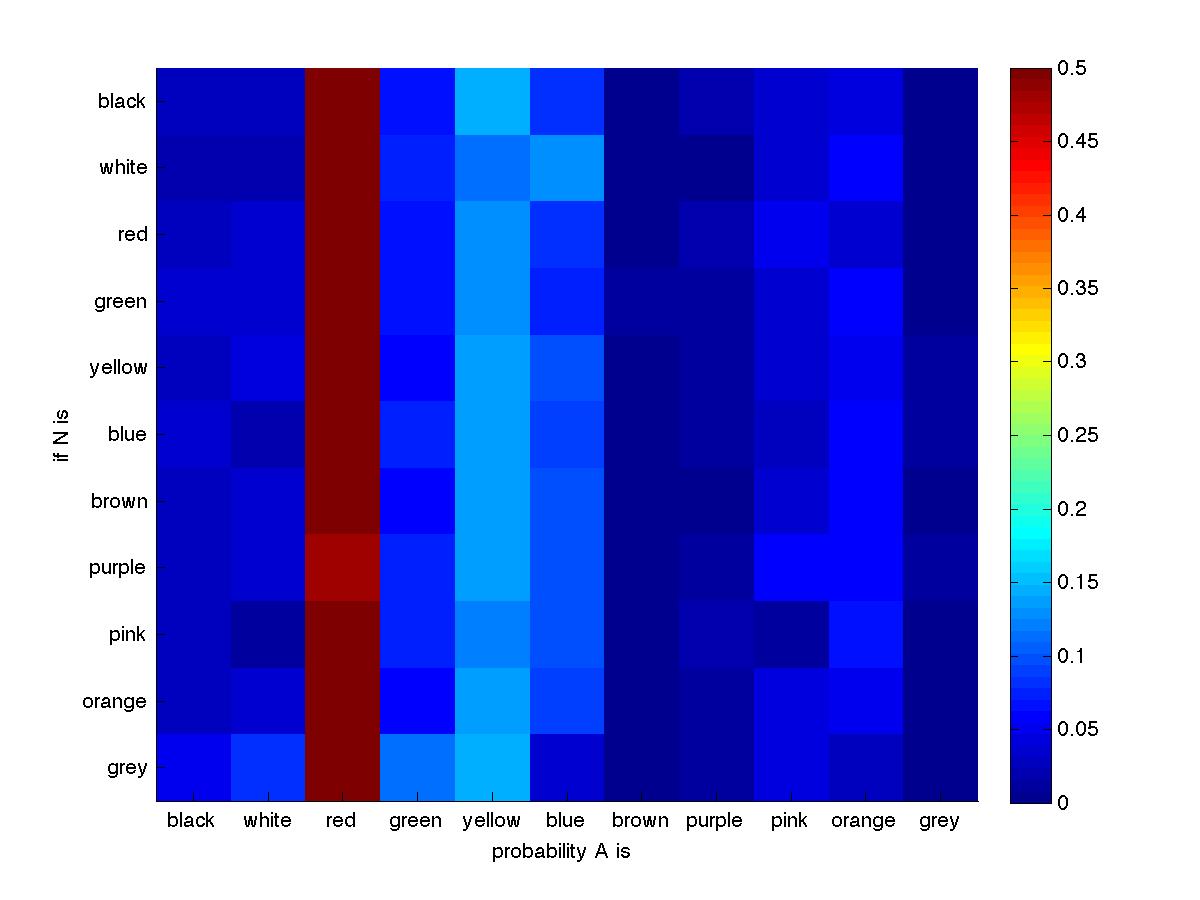 black
white
red
green
yellow
blue
brown
purple
pink
orange
grey
if N is
black white red green yellow blue brown purple pink orange grey
probability A is
0.5
0.45
0.4
0.35
0.3
0.25
0.2
0.15
0.1
0.05
0